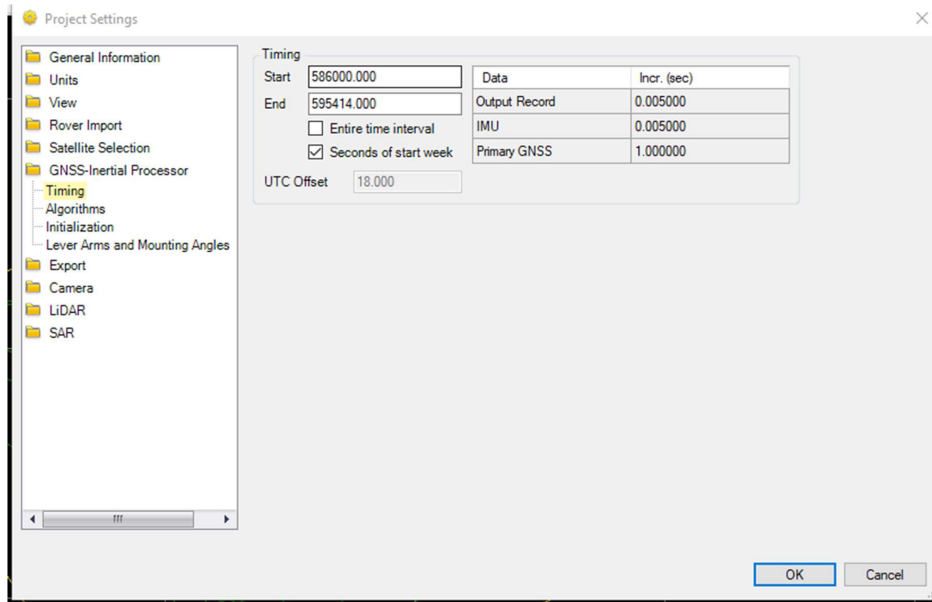 Project Settings
General Information
Units
View
Rover Import
Satellite Selection
GNSS-Inertial Processor
Timing
Algorithms
Initialization
Lever Arms and Mounting Angles
Export
Camera
LiDAR
SAR
Timing
Start 586000.000
End 595414.000
Entire time interval
Seconds of start week
UTC Offset 18.000
Data Incr. (sec)
Output Record 0.005000
IMU 0.005000
Primary GNSS 1.000000
OK Cancel